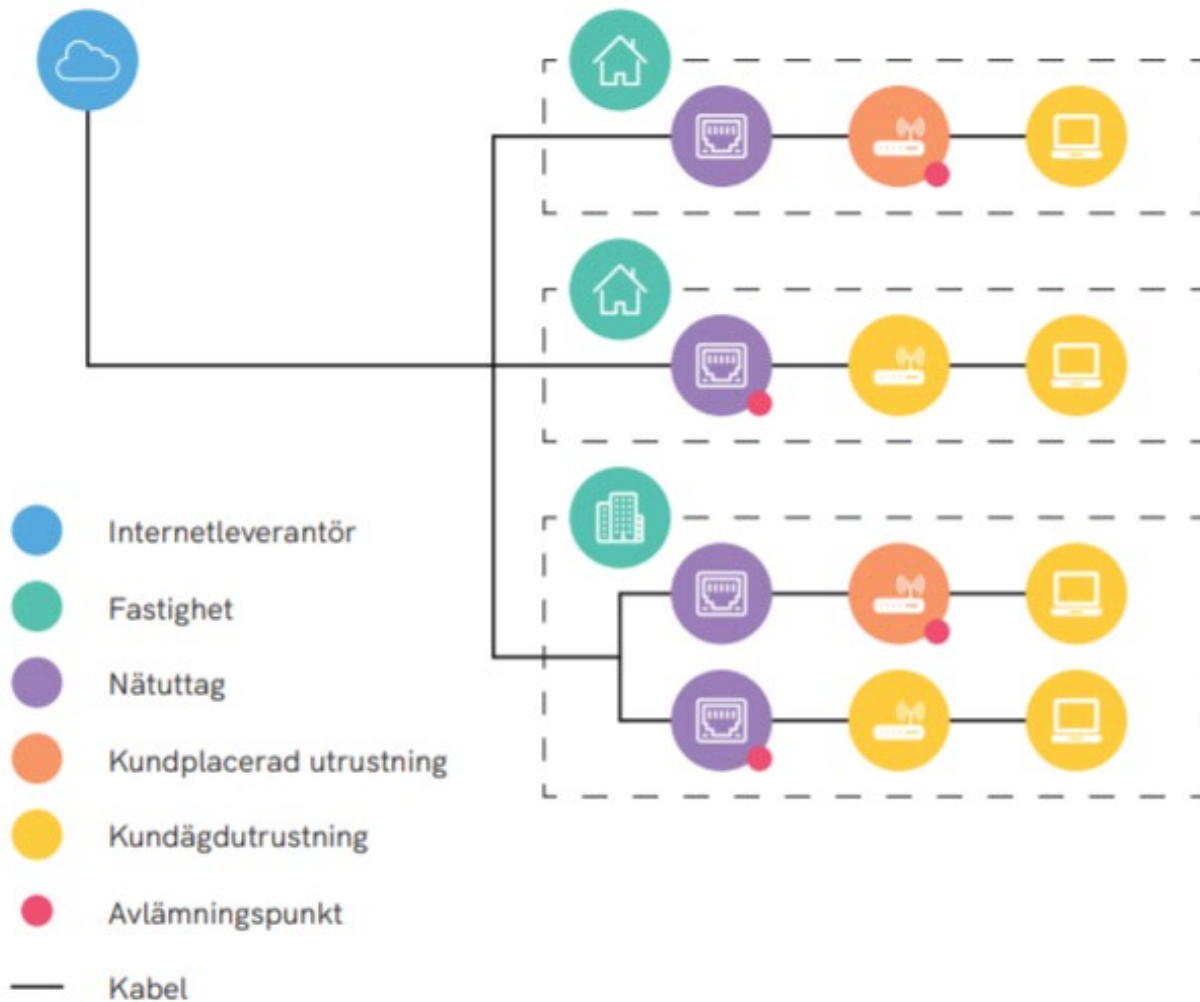 Internetleverantör
Fastighet
Nätuttag
Kundplacerad utrustning
Kundägdutrustning
Avlämningspunkt
Kabel